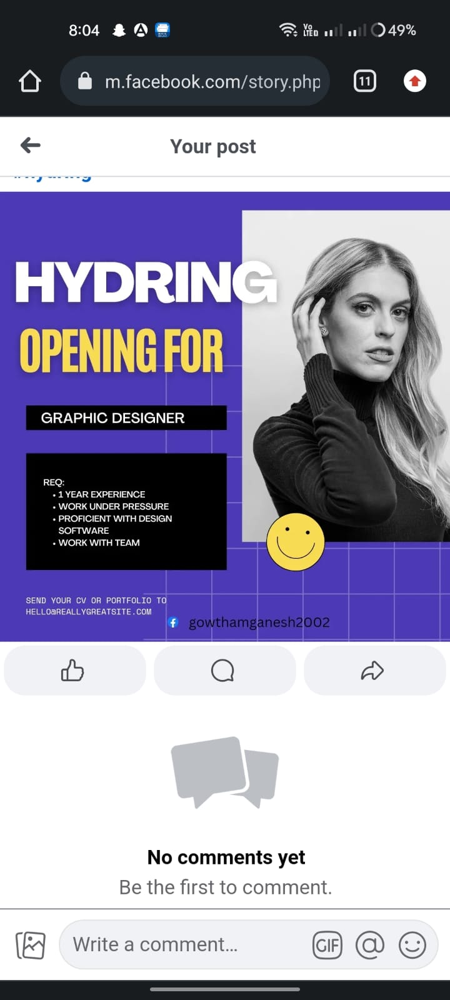 8:04
Vo
LTED
49%
m.facebook.com/story.php
11
Your post
HYDRING
OPENING FOR
GRAPHIC DESIGNER
REQ:
• 1 YEAR EXPERIENCE
• WORK UNDER PRESSURE
• PROFICIENT WITH DESIGN
SOFTWARE
• WORK WITH TEAM
SEND YOUR CV OR PORTFOLIO TO
HELLO@REALLYGREATSITE.COM
gowthamganesh2002
No comments yet
Be the first to comment.
Write a comment...
GIF